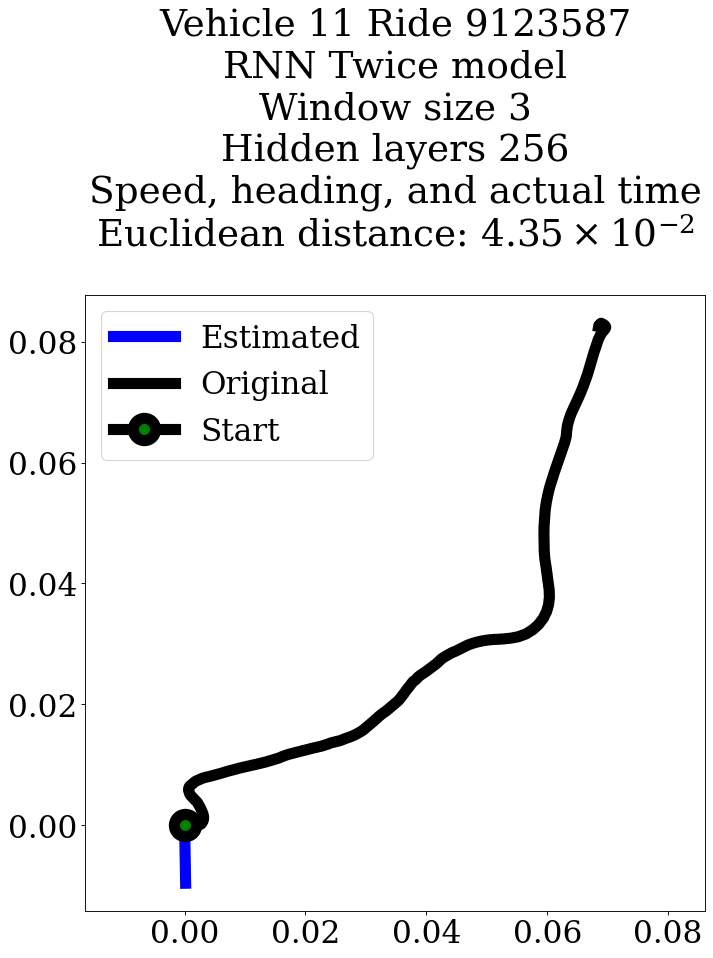 Vehicle 11 Ride 9123587
RNN Twice model
Window size 3
Hidden layers 256
Speed, heading, and actual time
Euclidean distance: 4.35 × 10⁻²
Estimated
Original
Start
0.08
0.06
0.04
0.02
0.00
0.00 0.02 0.04 0.06 0.08